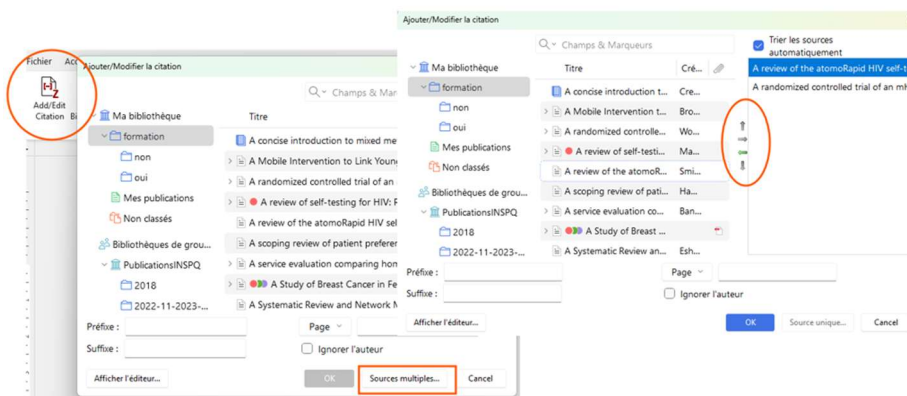 Fichier
Add/Edit
Citation
Ajouter/Modifier la citation
Champs & Mar
Ma bibliothèque
formation
non
oui
Mes publications
Non classés
Bibliothèques de grou...
PublicationsINSPQ
2018
2022-11-2023-...
Titre
A concise introduction to mixed me
A Mobile Intervention to Link Young
A randomized controlled trial of an
A review of self-testing for HIV: F
A review of the atomoRapid HIV sel
A scoping review of patient preferer
A service evaluation comparing hon
A Study of Breast Cancer in Fe
A Systematic Review and Network M
Préfixe :
Page
Suffixe :
Ignorer l'auteur
Afficher l'éditeur...
OK
Sources multiples...
Cancel
Ajouter/Modifier la citation
Champs & Marqueurs
Ma bibliothèque
formation
non
oui
Mes publications
Non classés
Bibliothèques de grou...
PublicationsINSPQ
2018
2022-11-2023-...
Titre Cré...
A concise introduction t... Cre...
A Mobile Intervention t... Bro...
A randomized controlle... Wo...
A review of self-testi... Ma...
A review of the atomoR... Smi...
A scoping review of pati... Ha...
A service evaluation co... Ban...
A Study of Breast ...
A Systematic Review an... Esh...
Trier les sources
automatiquement
A review of the atomoRapid HIV self-t
A randomized controlled trial of an mH
Préfixe :
Page
Suffixe :
Ignorer l'auteur
Afficher l'éditeur...
OK
Source unique...
Cancel